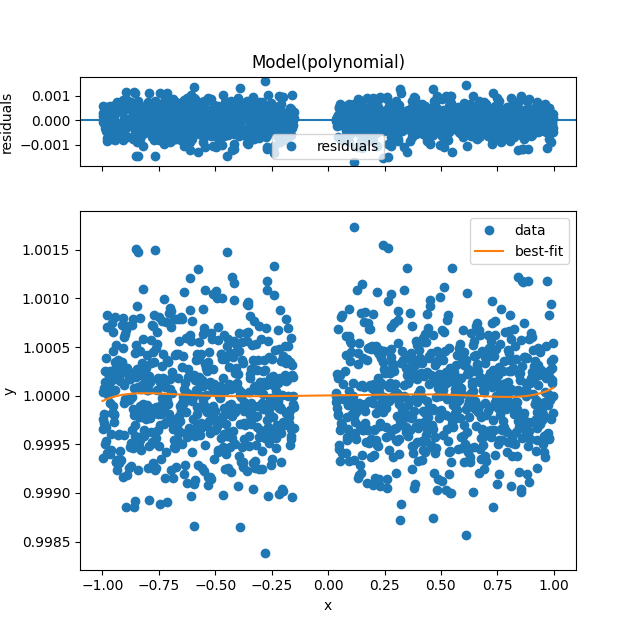 Model(polynomial)
residuals
0.001
0.000
−0.001
residuals
data
best-fit
y
1.0015
1.0010
1.0005
1.0000
0.9995
0.9990
0.9985
−1.00 −0.75 −0.50 −0.25 0.00 0.25 0.50 0.75 1.00
x